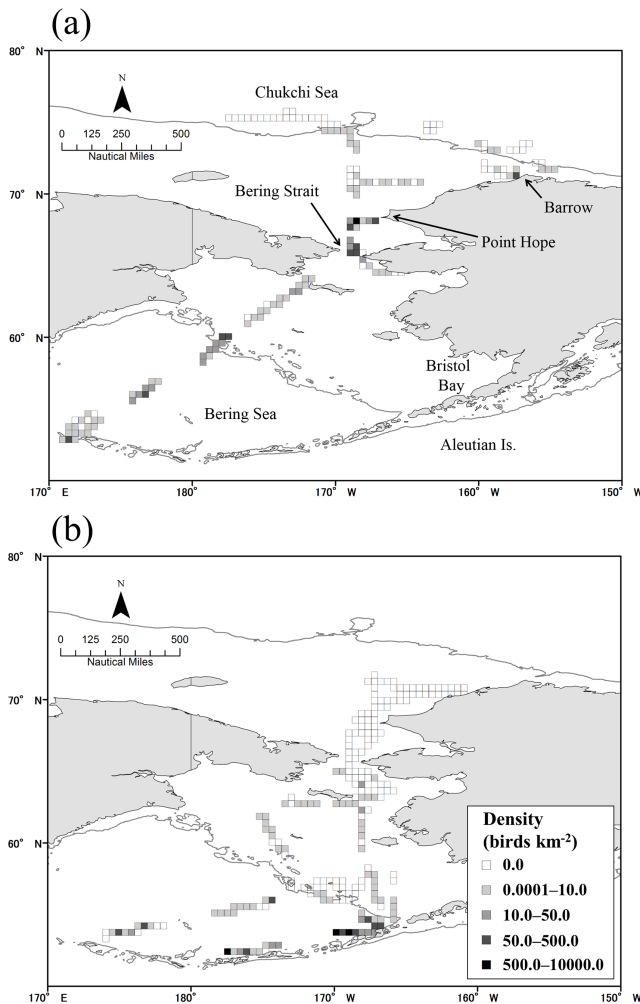 (a)
80° N
N
Chukchi Sea
0 125 250 500
Nautical Miles
70°
Bering Strait
Barrow
Point Hope
60°
Bristol
Bay
Bering Sea
Aleutian Is.
170° E 180° 170° W 160° W 150° W
(b)
80° N
N
0 125 250 500
Nautical Miles
70°
Density
(birds km-2)
0.0
0.0001–10.0
10.0–50.0
50.0–500.0
500.0–10000.0
60°
170° E 180° 170° W 160° W 150° W